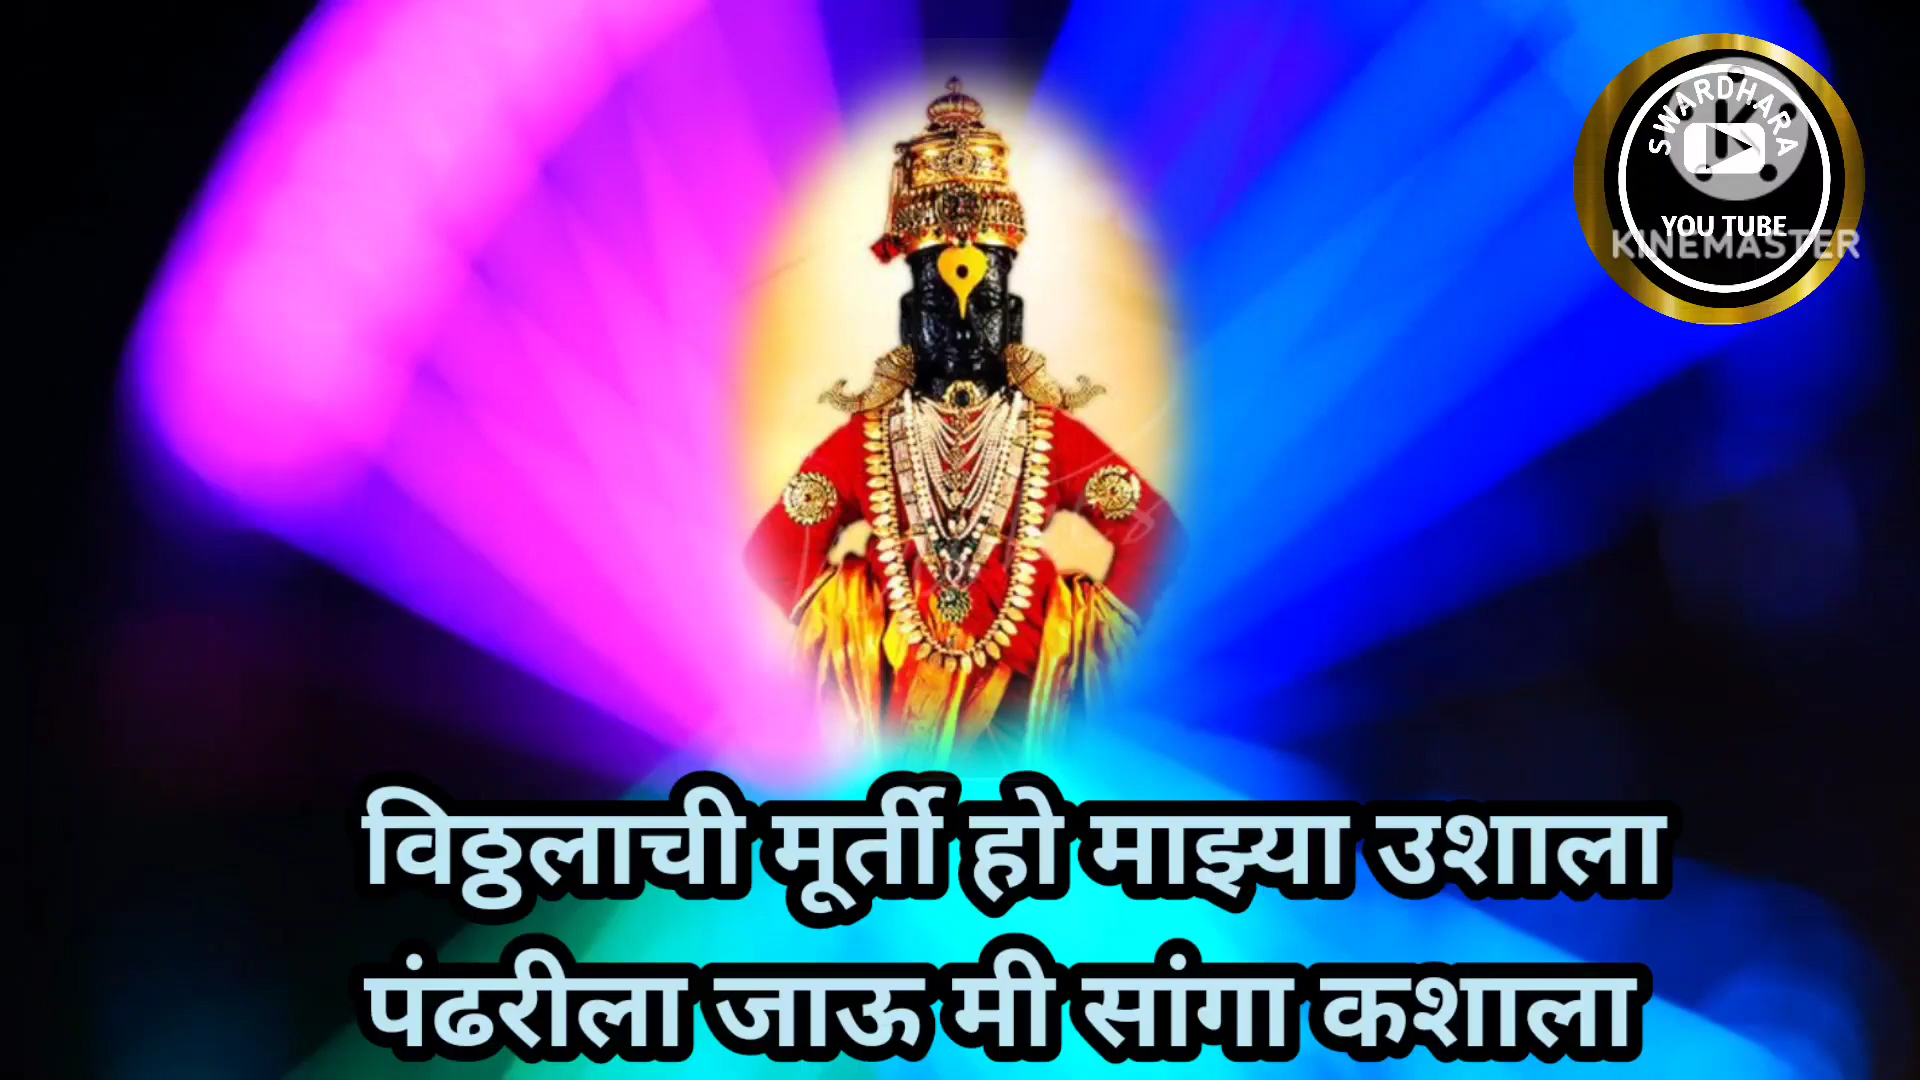 SWARDHARA
YOU TUBE
KINEMASTER
विठ्ठलाची मूर्ती हो माझ्या उशाला
पंढरीला जाऊ मी सांगा कशाला